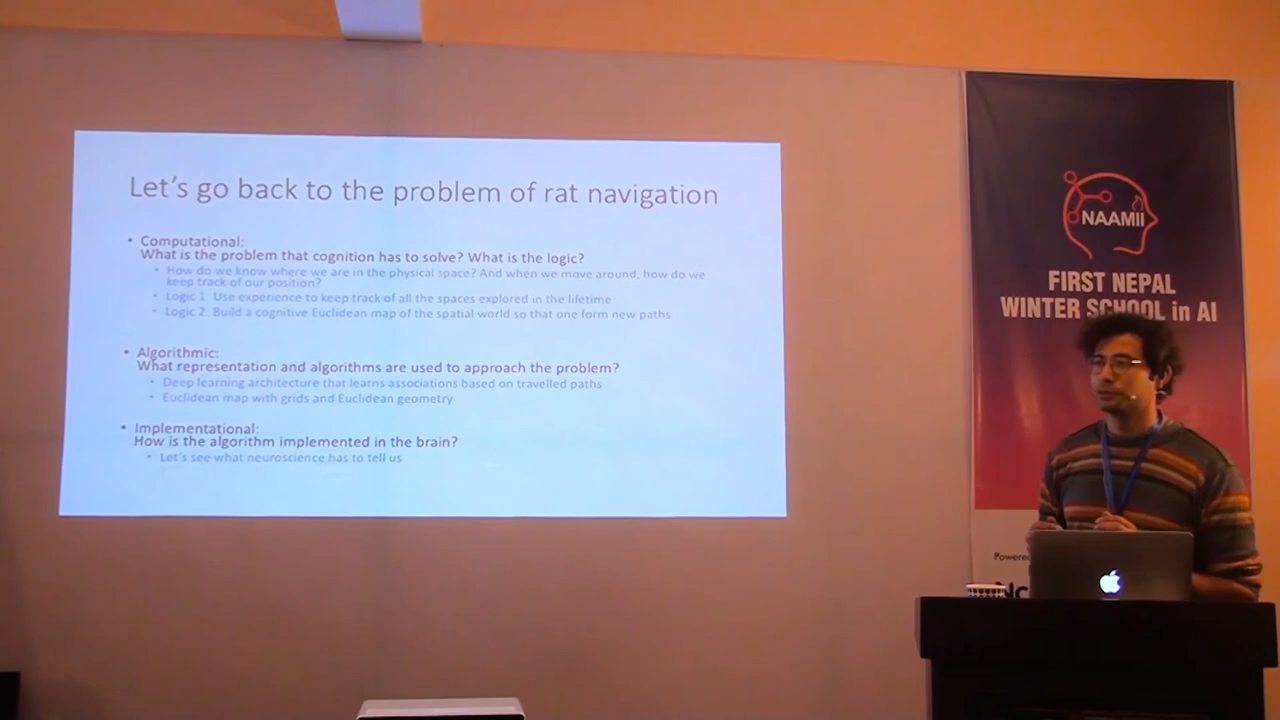 Let's go back to the problem of rat navigation
• Computational:
What is the problem that cognition has to solve? What is the logic?
• How do we know where we are in the physical space? And when we move around, how do we
keep track of our position?
• Logic 1: Use experience to keep track of all the spaces explored in the lifetime
• Logic 2: Build a cognitive Euclidean map of the spatial world so that one form new paths
• Algorithmic:
What representation and algorithms are used to approach the problem?
• Deep learning architecture that learns associations based on travelled paths
• Euclidean map with grids and Euclidean geometry
• Implementational:
How is the algorithm implemented in the brain?
• Let's see what neuroscience has to tell us
NAAMII
FIRST NEPAL
WINTER SCHOOL in AI